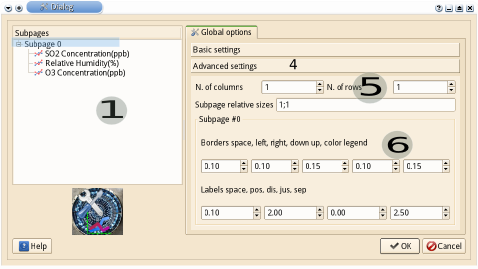 Dialog
Subpages
Subpage 0
SO2 Concentration(ppb)
Relative Humidity(%)
O3 Concentration(ppb)
1
Global options
Basic settings
Advanced settings
4
N. of columns 1 N. of rows 1
5
Subpage relative sizes 1;1
Subpage #0
6
Borders space, left, right, down up, color legend
0.10 0.10 0.15 0.10 0.15
Labels space, pos, dis, jus, sep
0.10 2.00 0.00 2.50
Help OK Cancel